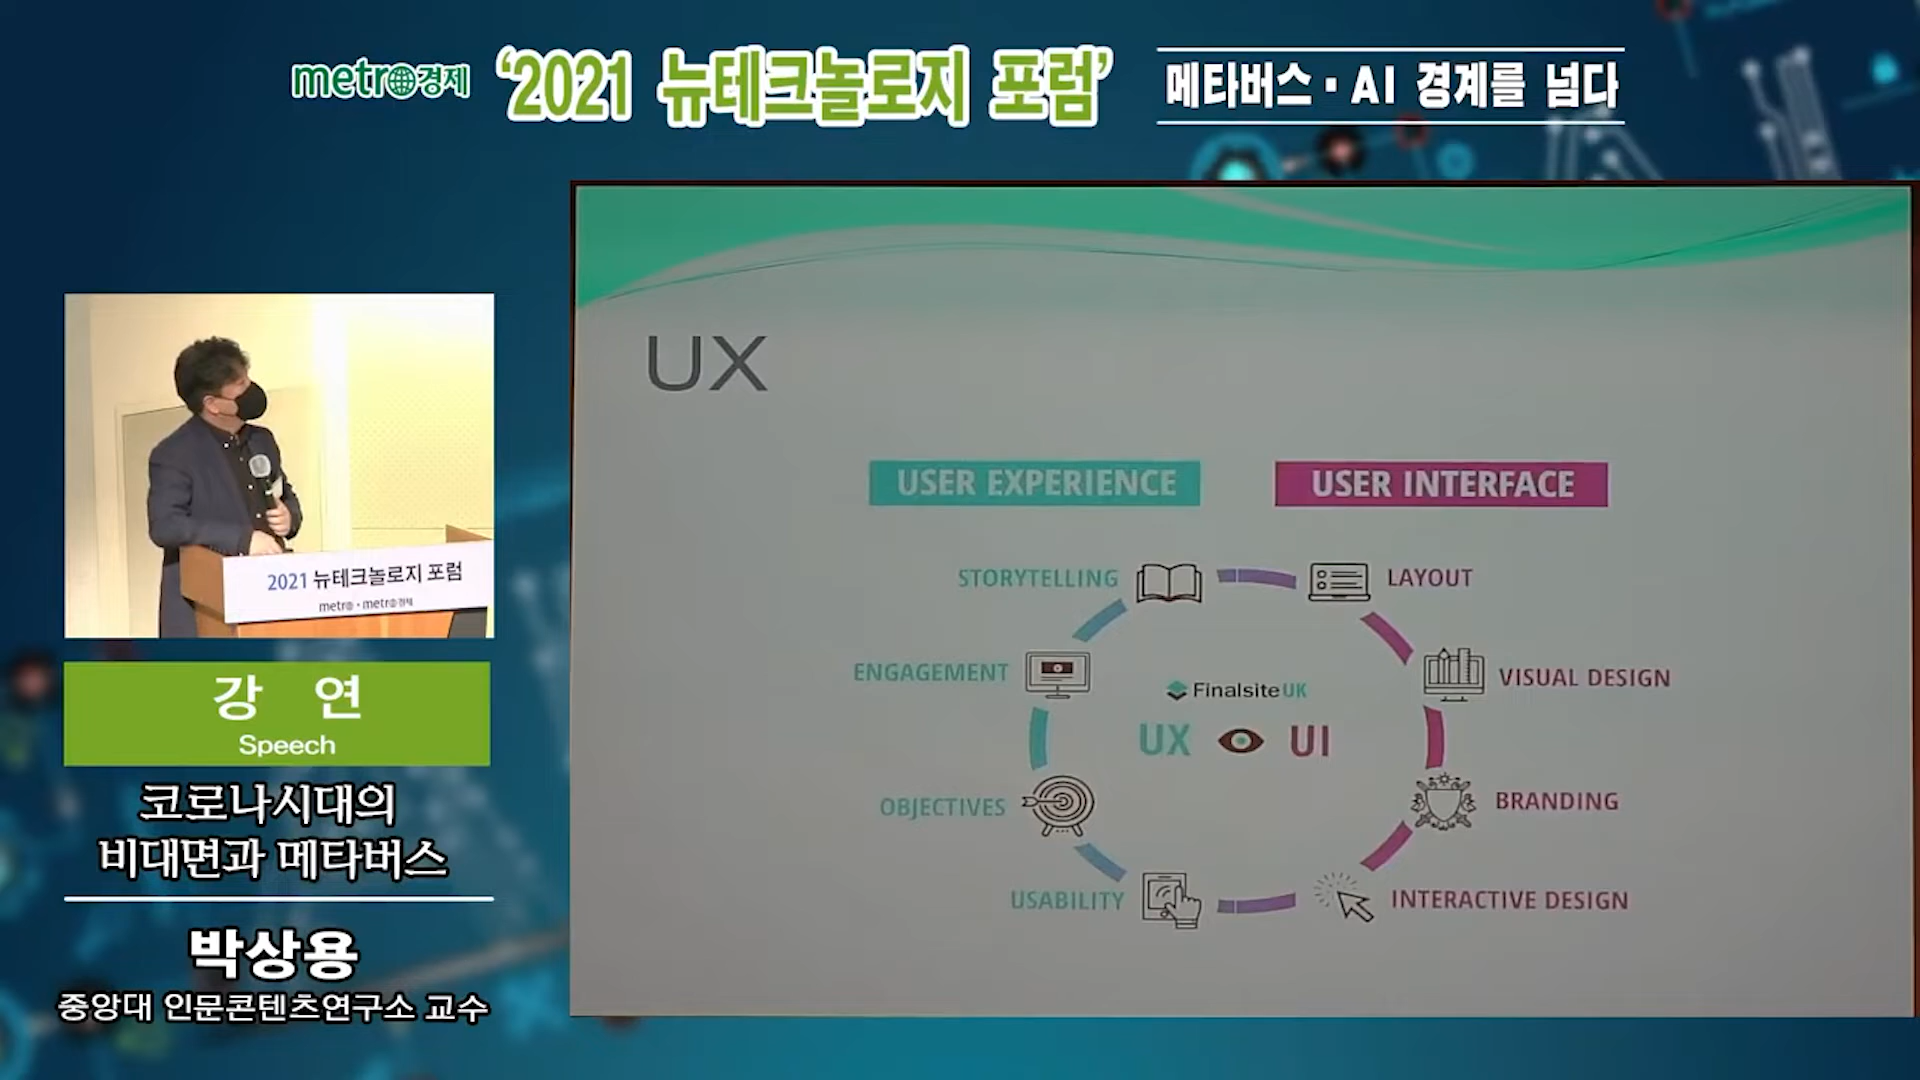 metro경제
'2021 뉴테크놀로지 포럼'
메타버스·AI 경계를 넘다
2021 뉴테크놀로지 포럼
metro · metro경제
강 연
Speech
코로나시대의
비대면과 메타버스
박상용
중앙대 인문콘텐츠연구소 교수
UX
USER EXPERIENCE
USER INTERFACE
STORYTELLING
LAYOUT
ENGAGEMENT
VISUAL DESIGN
Finalsite UK
UX UI
OBJECTIVES
BRANDING
USABILITY
INTERACTIVE DESIGN